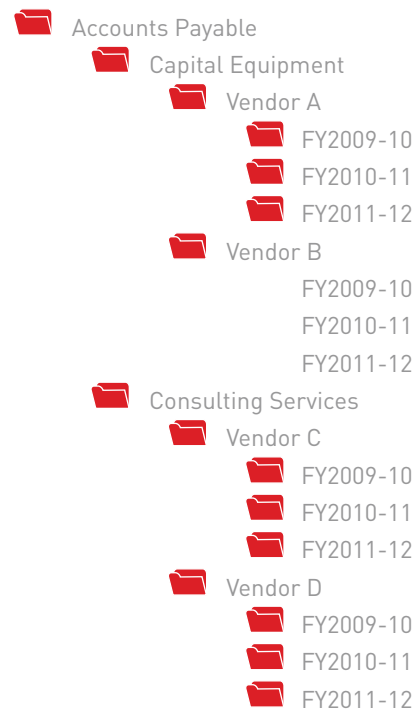 Accounts Payable
Capital Equipment
Vendor A
FY2009-10
FY2010-11
FY2011-12
Vendor B
FY2009-10
FY2010-11
FY2011-12
Consulting Services
Vendor C
FY2009-10
FY2010-11
FY2011-12
Vendor D
FY2009-10
FY2010-11
FY2011-12